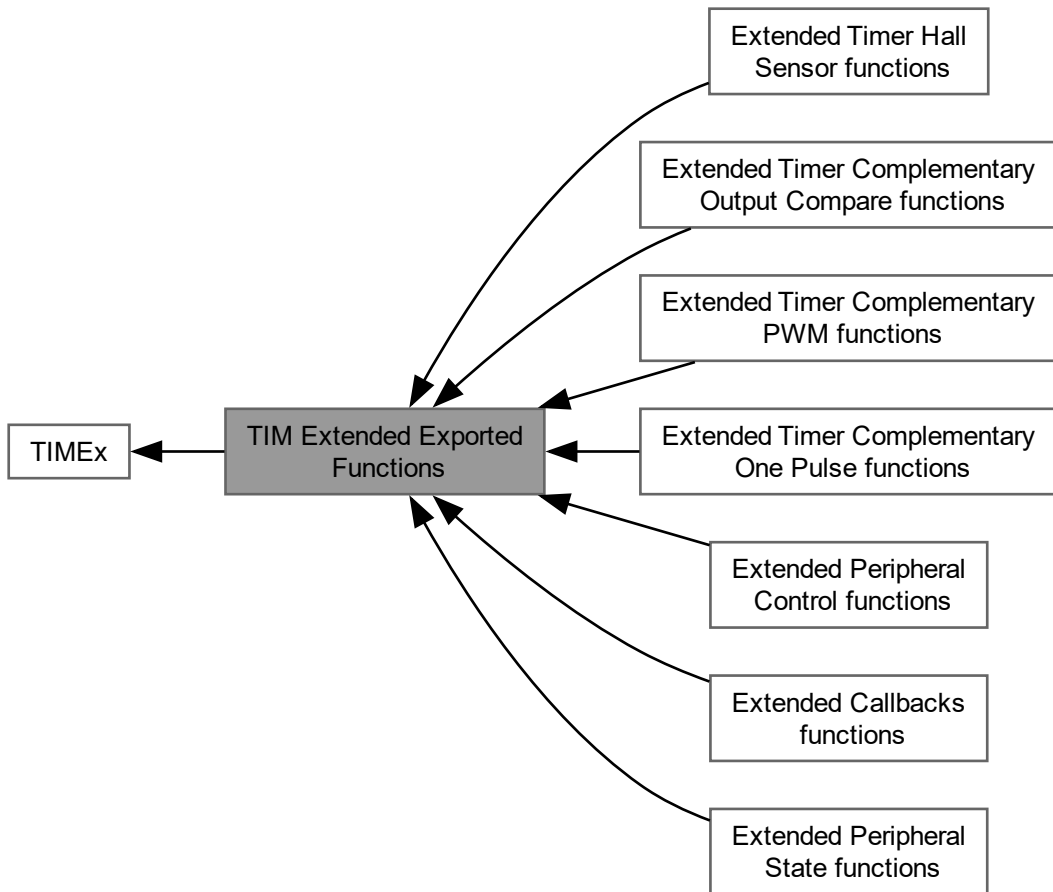 TIMEx
TIM Extended Exported
Functions
Extended Timer Hall
Sensor functions
Extended Timer Complementary
Output Compare functions
Extended Timer Complementary
PWM functions
Extended Timer Complementary
One Pulse functions
Extended Peripheral
Control functions
Extended Callbacks
functions
Extended Peripheral
State functions